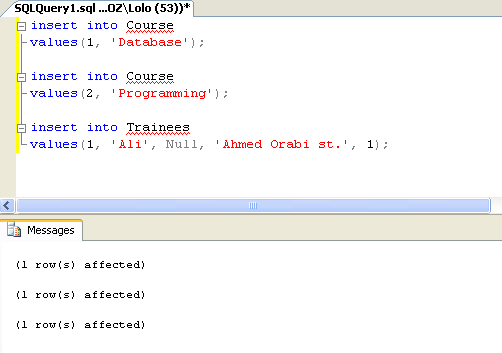 SQLQuery1.sql ...OZ\Lolo (53))*
insert into Course
values(1, 'Database');
insert into Course
values(2, 'Programming');
insert into Trainees
values(1, 'Ali', Null, 'Ahmed Orabi st.', 1);
Messages
(1 row(s) affected)
(1 row(s) affected)
(1 row(s) affected)